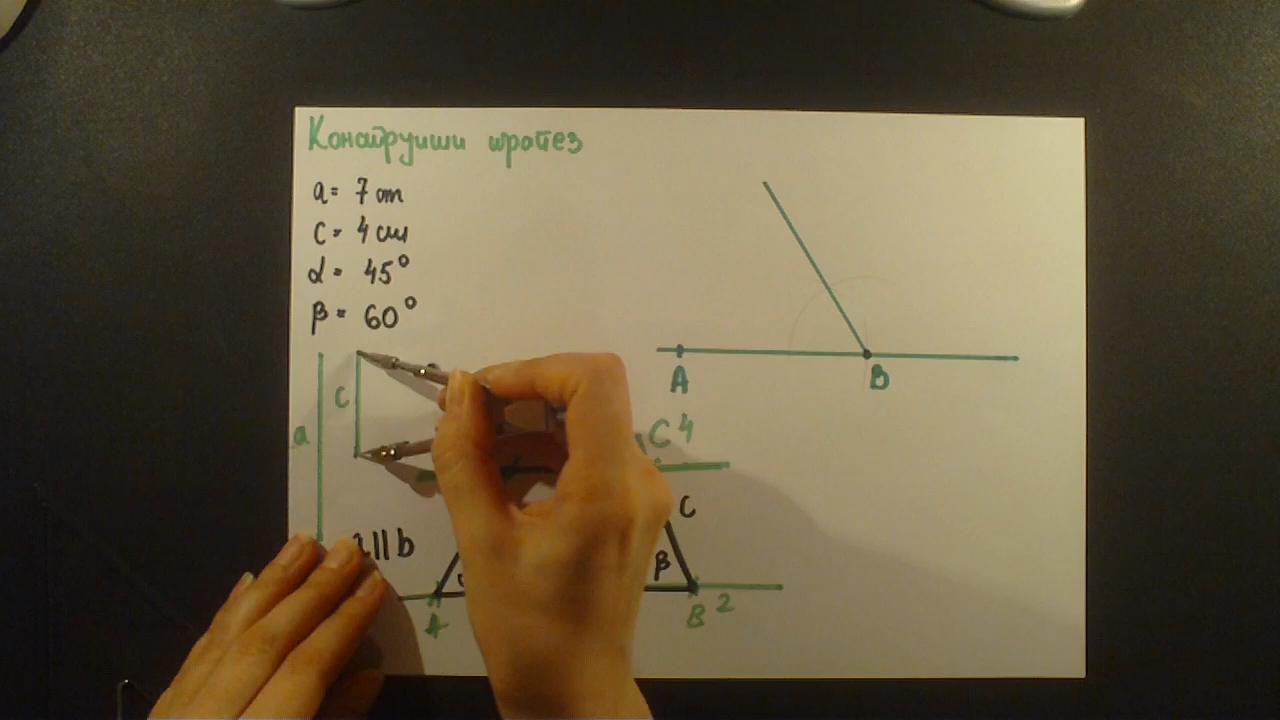 Конструиши трапез
a = 7 cm
c = 4 cm
α = 45°
β = 60°
A B
c
a
C 4
C
a || b
β
A B 2